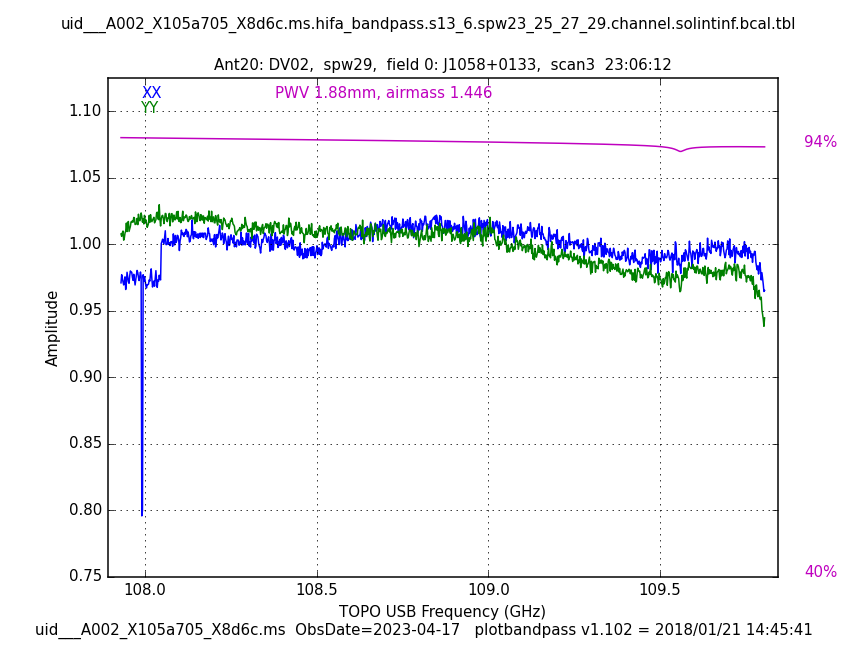 uid___A002_X105a705_X8d6c.ms.hifa_bandpass.s13_6.spw23_25_27_29.channel.solintinf.bcal.tbl
Ant20: DV02,  spw29,  field 0: J1058+0133,  scan3  23:06:12
XX
PWV 1.88mm, airmass 1.446
YY
1.10
94%
1.05
1.00
0.95
Amplitude
0.90
0.85
0.80
0.75
40%
108.0 108.5 109.0 109.5
TOPO USB Frequency (GHz)
uid___A002_X105a705_X8d6c.ms  ObsDate=2023-04-17   plotbandpass v1.102 = 2018/01/21 14:45:41